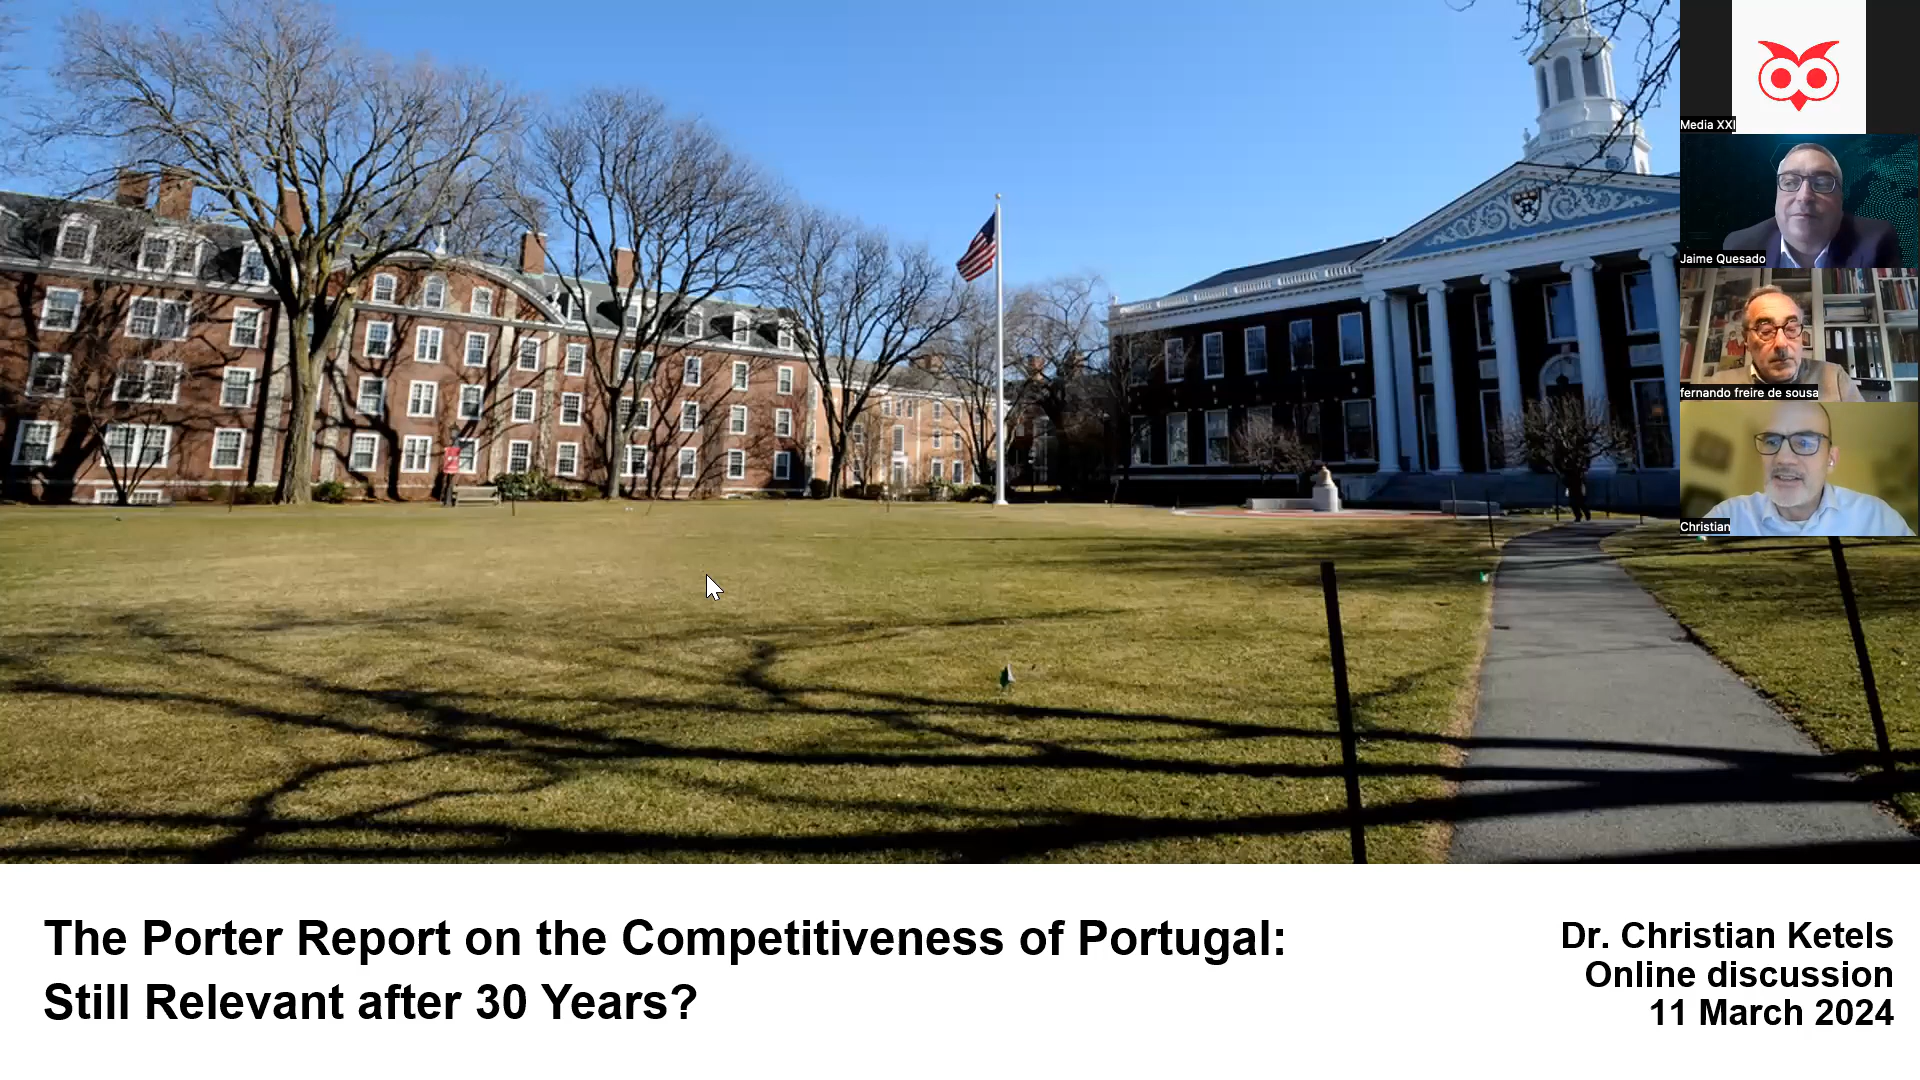 Media XXI
Jaime Quesado
fernando freire de sousa
Christian
The Porter Report on the Competitiveness of Portugal:
Still Relevant after 30 Years?
Dr. Christian Ketels
Online discussion
11 March 2024